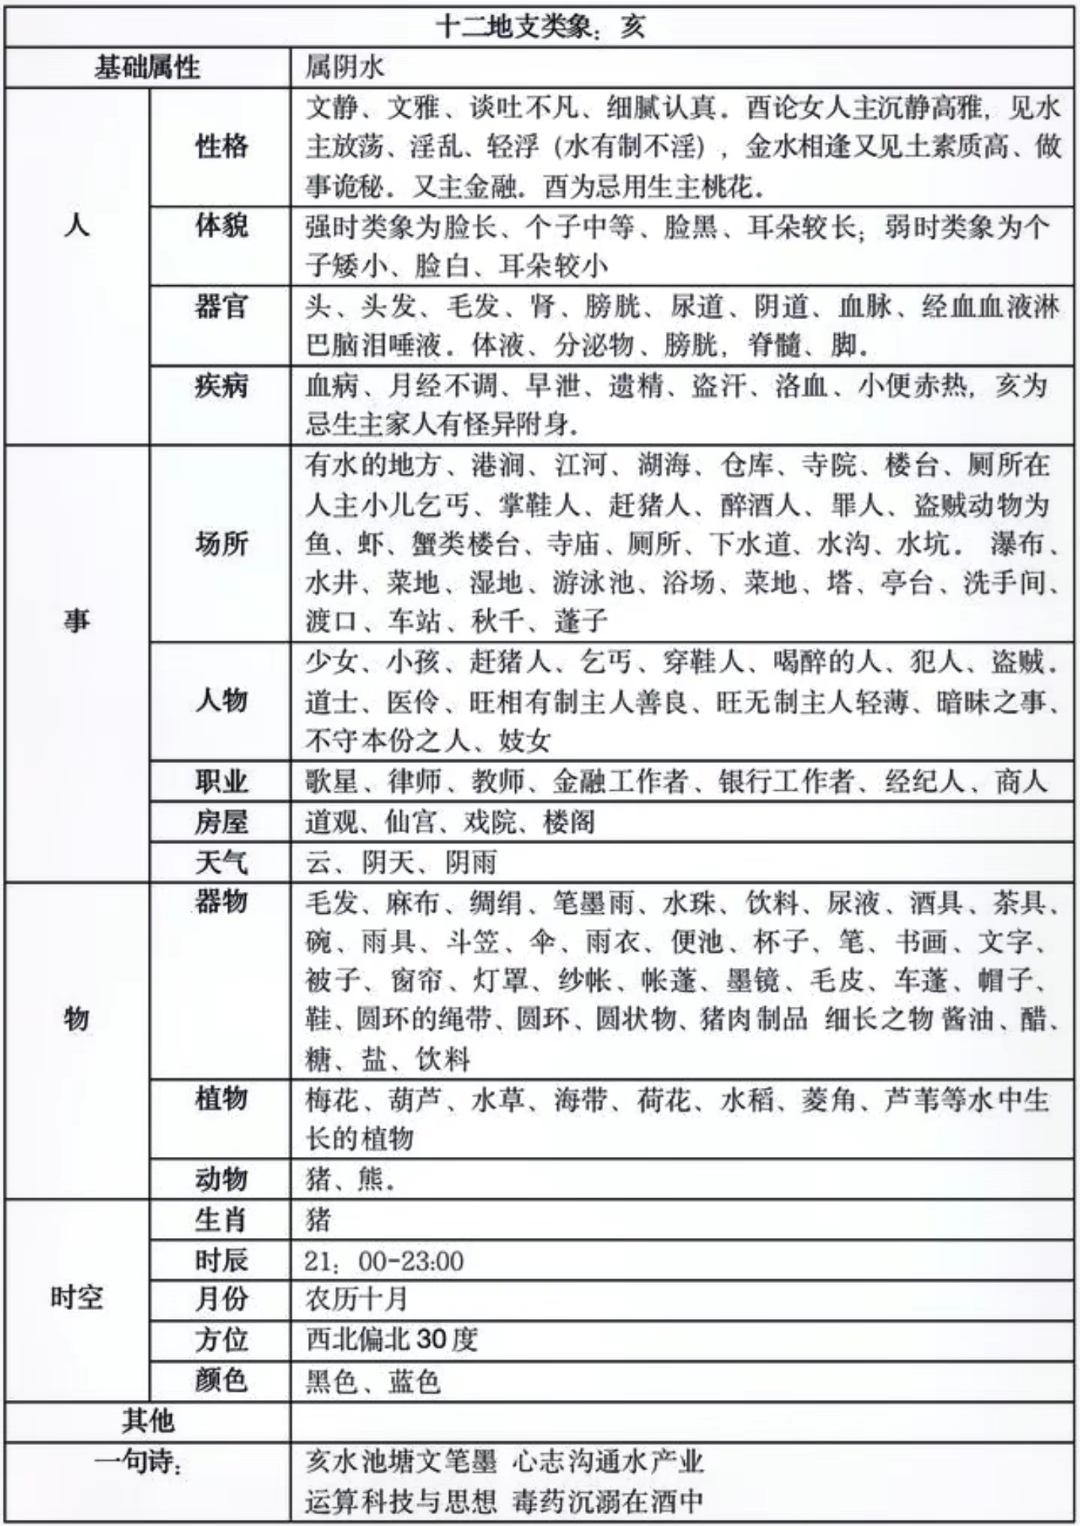 十二地支类象：亥
基础属性 属阴水
人
性格
文静、文雅、谈吐不凡、细腻认真。酉论女人主沉静高雅，见水
主放荡、淫乱、轻浮（水有制不淫），金水相逢又见土素质高、做
事诡秘。又主金融。酉为忌用生主桃花。
体貌
强时类象为脸长、个子中等、脸黑、耳朵较长；弱时类象为个
子矮小、脸白、耳朵较小
器官
头、头发、毛发、肾、膀胱、尿道、阴道、血脉、经血血液淋
巴脑泪唾液。体液、分泌物、膀胱，脊髓、脚。
疾病
血病、月经不调、早泄、遗精、盗汗、洛血、小便赤热，亥为
忌生主家人有怪异附身。
事
场所
有水的地方、港涧、江河、湖海、仓库、寺院、楼台、厕所在
人主小儿乞丐、掌鞋人、赶猪人、醉酒人、罪人、盗贼动物为
鱼、虾、蟹类楼台、寺庙、厕所、下水道、水沟、水坑。 瀑布、
水井、菜地、湿地、游泳池、浴场、菜地、塔、亭台、洗手间、
渡口、车站、秋千、蓬子
人物
少女、小孩、赶猪人、乞丐、穿鞋人、喝醉的人、犯人、盗贼。
道士、医伶、旺相有制主人善良、旺无制主人轻薄、暗昧之事、
不守本份之人、妓女
职业
歌星、律师、教师、金融工作者、银行工作者、经纪人、商人
房屋
道观、仙宫、戏院、楼阁
天气
云、阴天、阴雨
物
器物
毛发、麻布、绸绢、笔墨雨、水珠、饮料、尿液、酒具、茶具、
碗、雨具、斗笠、伞、雨衣、便池、杯子、笔、书画、文字、
被子、窗帘、灯罩、纱帐、帐蓬、墨镜、毛皮、车蓬、帽子、
鞋、圆环的绳带、圆环、圆状物、猪肉制品 细长之物 酱油、醋、
糖、盐、饮料
植物
梅花、葫芦、水草、海带、荷花、水稻、菱角、芦苇等水中生
长的植物
动物
猪、熊。
时空
生肖
猪
时辰
21：00-23:00
月份
农历十月
方位
西北偏北 30 度
颜色
黑色、蓝色
其他
一句诗：
亥水池塘文笔墨 心志沟通水产业
运算科技与思想 毒药沉溺在酒中